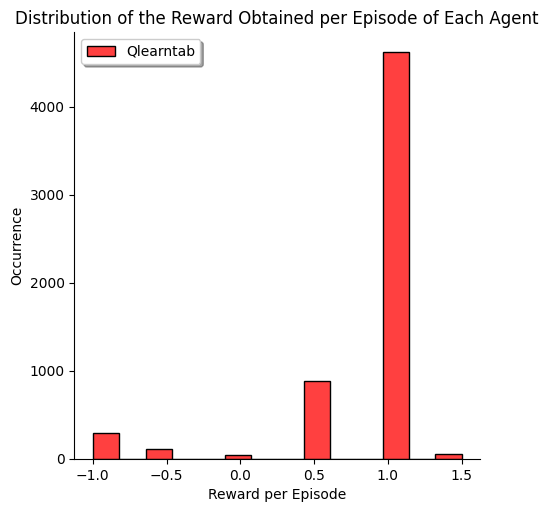 Distribution of the Reward Obtained per Episode of Each Agent
Qlearntab
4000
3000
2000
1000
0
Occurrence
−1.0 −0.5 0.0 0.5 1.0 1.5
Reward per Episode